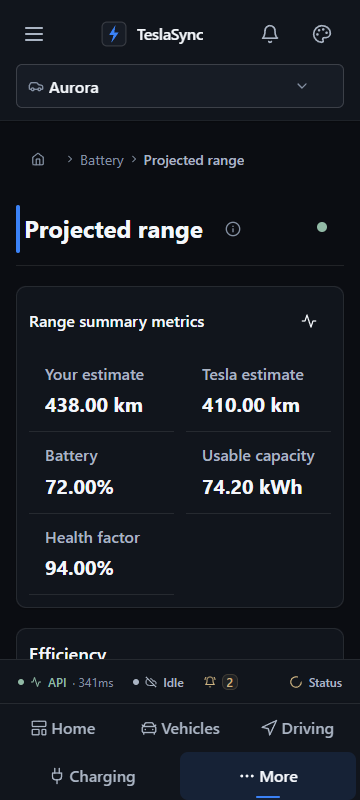 TeslaSync
Aurora
Battery Projected range
Projected range
Range summary metrics
Your estimate Tesla estimate
438.00 km 410.00 km
Battery Usable capacity
72.00% 74.20 kWh
Health factor
94.00%
Efficiency
API · 341ms Idle 2 Status
Home Vehicles Driving
Charging More